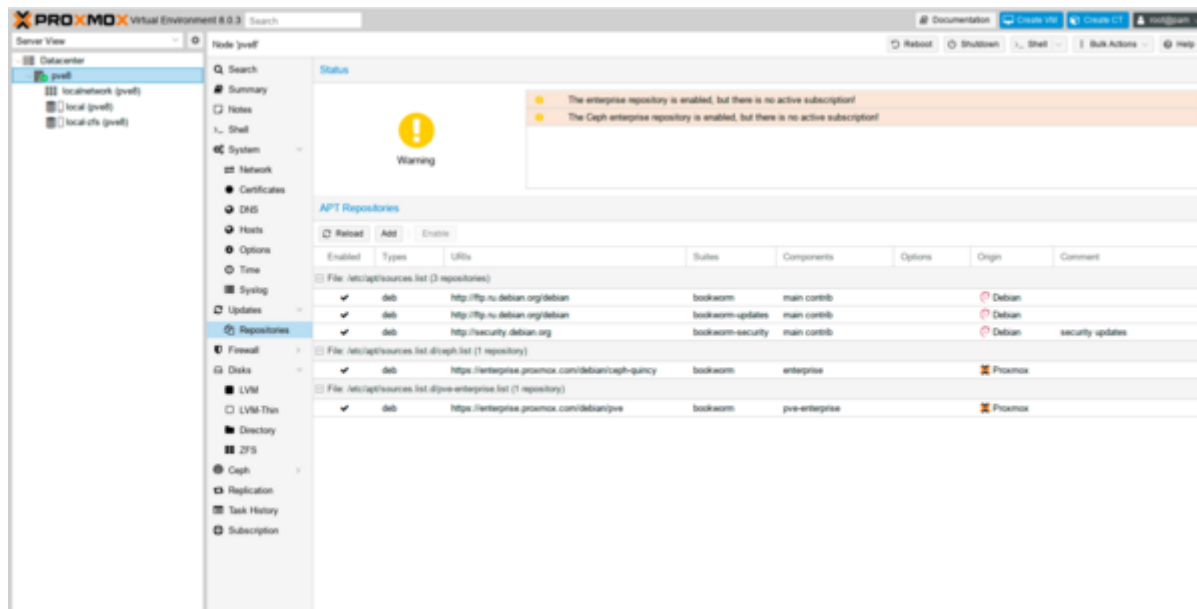 PROXMOX Virtual Environment 8.0.3 Search
Documentation Create VM Create CT root@pam
Server View
Node 'pve8'
Reboot Shutdown Shell Bulk Actions Help
Datacenter
pve8
localnetwork (pve8)
local (pve8)
local-zfs (pve8)
Search
Summary
Notes
Shell
System
Network
Certificates
DNS
Hosts
Options
Time
Syslog
Updates
Repositories
Firewall
Disks
LVM
LVM-Thin
Directory
ZFS
Ceph
Replication
Task History
Subscription
Status
Warning
The enterprise repository is enabled, but there is no active subscription!
The Ceph enterprise repository is enabled, but there is no active subscription!
APT Repositories
Reload Add Enable
Enabled Types URIs Suites Components Options Origin Comment
File: /etc/apt/sources.list (3 repositories)
deb http://ftp.ru.debian.org/debian bookworm main contrib Debian
deb http://ftp.ru.debian.org/debian bookworm-updates main contrib Debian
deb http://security.debian.org bookworm-security main contrib Debian security updates
File: /etc/apt/sources.list.d/ceph.list (1 repository)
deb https://enterprise.proxmox.com/debian/ceph-quincy bookworm enterprise Proxmox
File: /etc/apt/sources.list.d/pve-enterprise.list (1 repository)
deb https://enterprise.proxmox.com/debian/pve bookworm pve-enterprise Proxmox